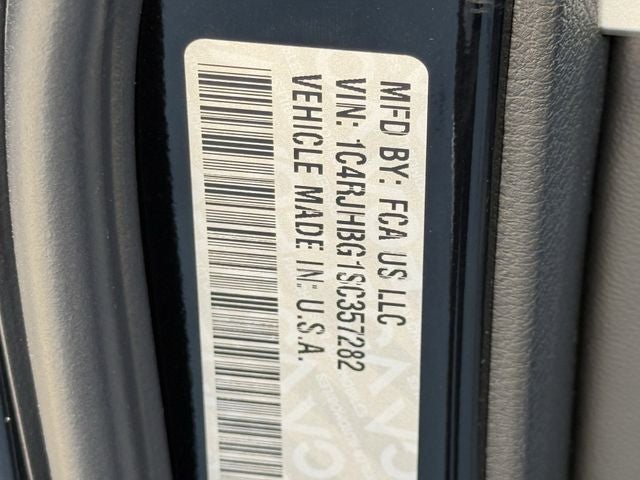 MFD BY: FCA US LLC
VIN: 1C4RJHBG1SC357282
VEHICLE MADE IN: U.S.A.